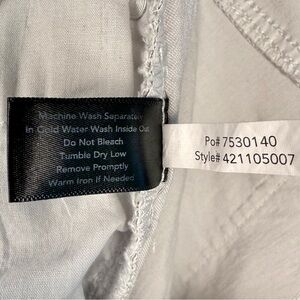 Machine Wash Separately
In Cold Water Wash Inside Out
Do Not Bleach
Tumble Dry Low
Remove Promptly
Warm Iron If Needed
Po# 7530140
Style# 421105007